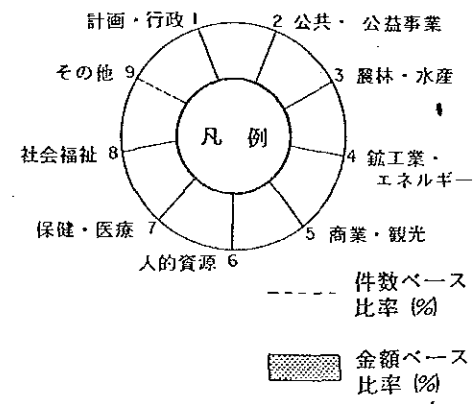 計画・行政 1
2 公共・公益事業
その他 9
3 農林・水産
凡例
社会福祉 8
4 鉱工業・
エネルギー
保健・医療 7
5 商業・観光
人的資源 6
件数ベース
比率 (%)
金額ベース
比率 (%)